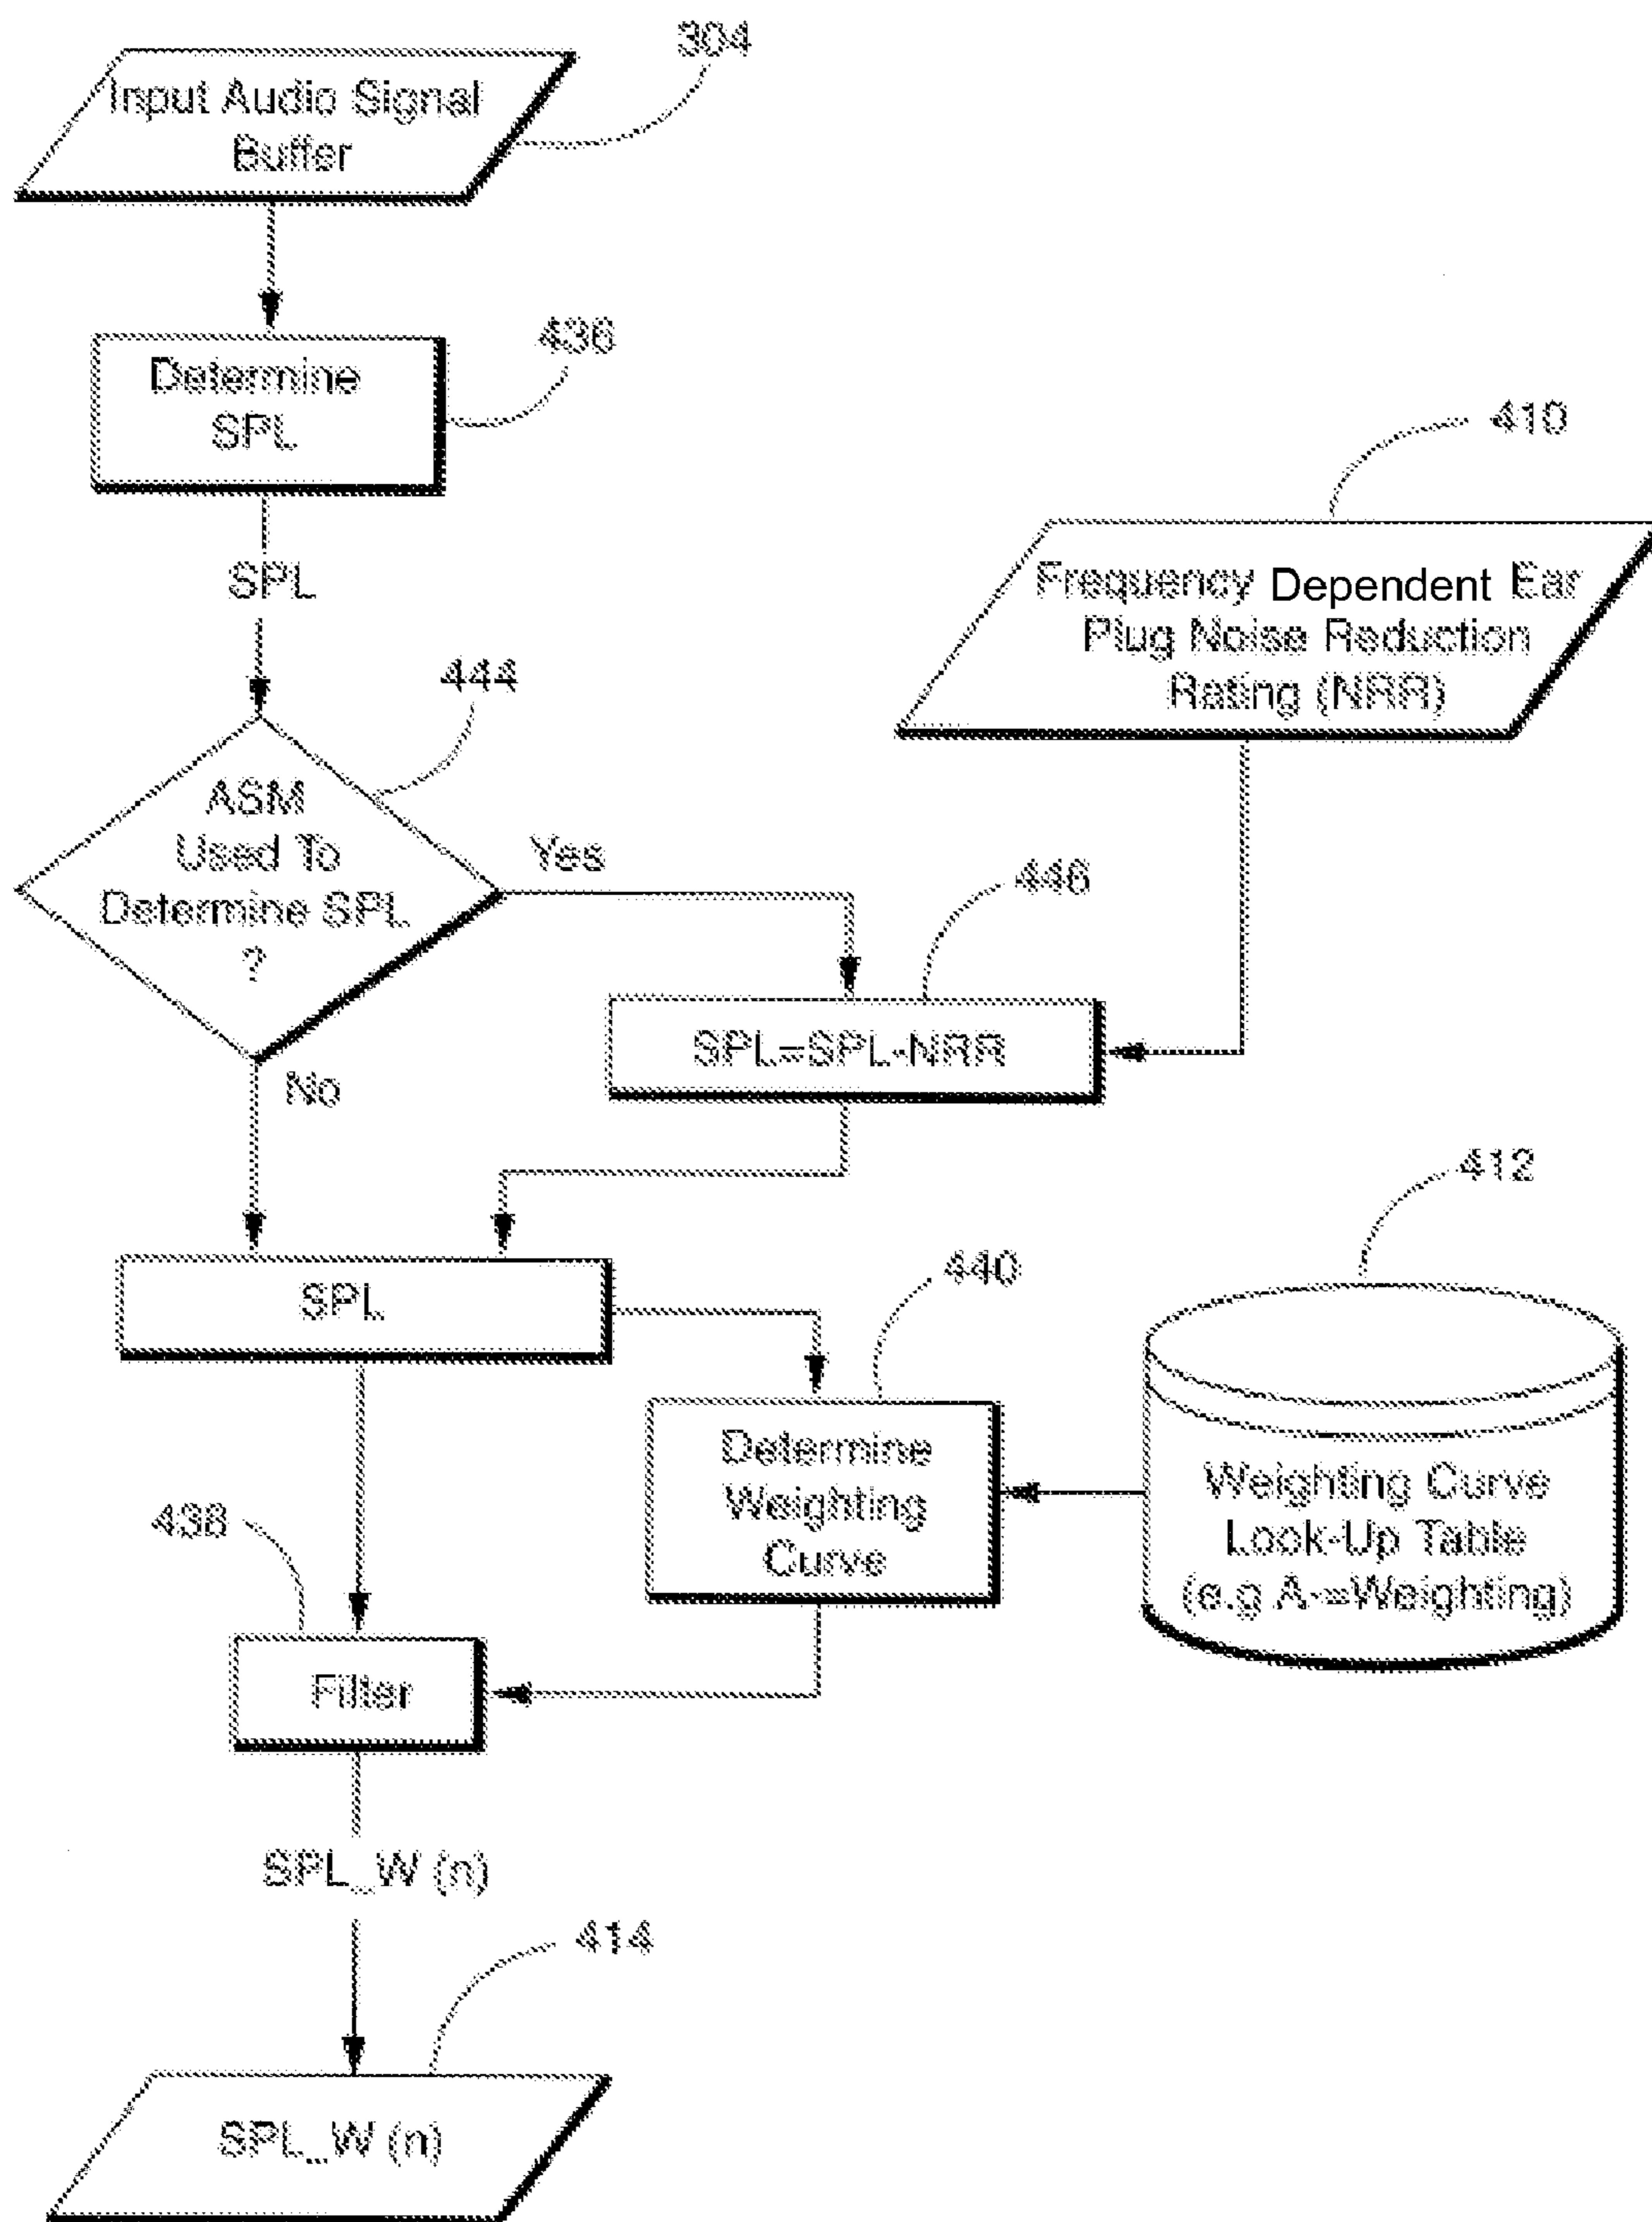 304
Input Audio Signal
Buffer
436
Determine
SPL
SPL
410
Frequency Dependent Ear
Plug Noise Reduction
Rating (NRR)
444
ASM
Used To
Determine SPL
?
Yes
446
SPL=SPL-NRR
No
412
SPL
440
Determine
Weighting
Curve
Weighting Curve
Look-Up Table
(e.g A-=Weighting)
438
Filter
SPL_W (n)
414
SPL_W (n)